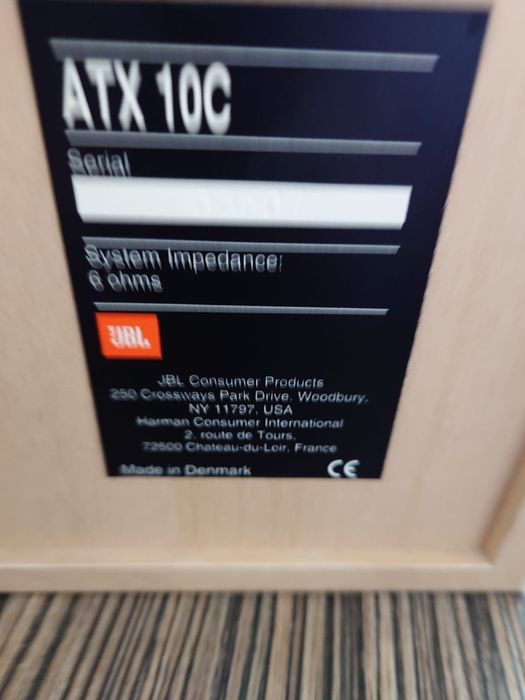 ATX 10C
Serial
System Impedance:
6 ohms
JBL
JBL Consumer Products
250 Crossways Park Drive, Woodbury,
NY 11797, USA
Harman Consumer International
2, route de Tours,
72500 Chateau-du-Loir, France
Made in Denmark CE